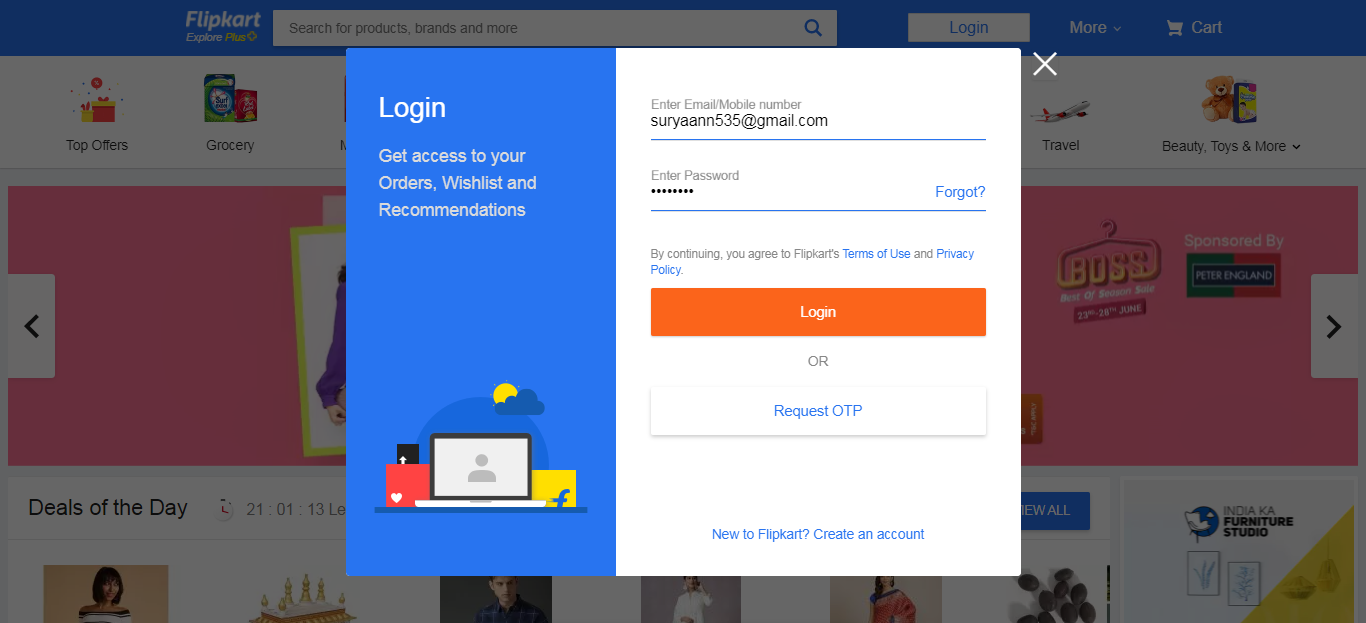 Flipkart
Explore Plus
Search for products, brands and more
Login
More
Cart
Top Offers
Grocery
M
Travel
Beauty, Toys & More
Login
Get access to your
Orders, Wishlist and
Recommendations
Enter Email/Mobile number
suryaann535@gmail.com
Enter Password
••••••••
Forgot?
By continuing, you agree to Flipkart's Terms of Use and Privacy
Policy.
Login
OR
Request OTP
New to Flipkart? Create an account
BOSS
Best Of Season Sale
23RD-28TH JUNE
Sponsored By
PETER ENGLAND
Deals of the Day
21 : 01 : 13 Le
IEW ALL
INDIA KA
FURNITURE
STUDIO